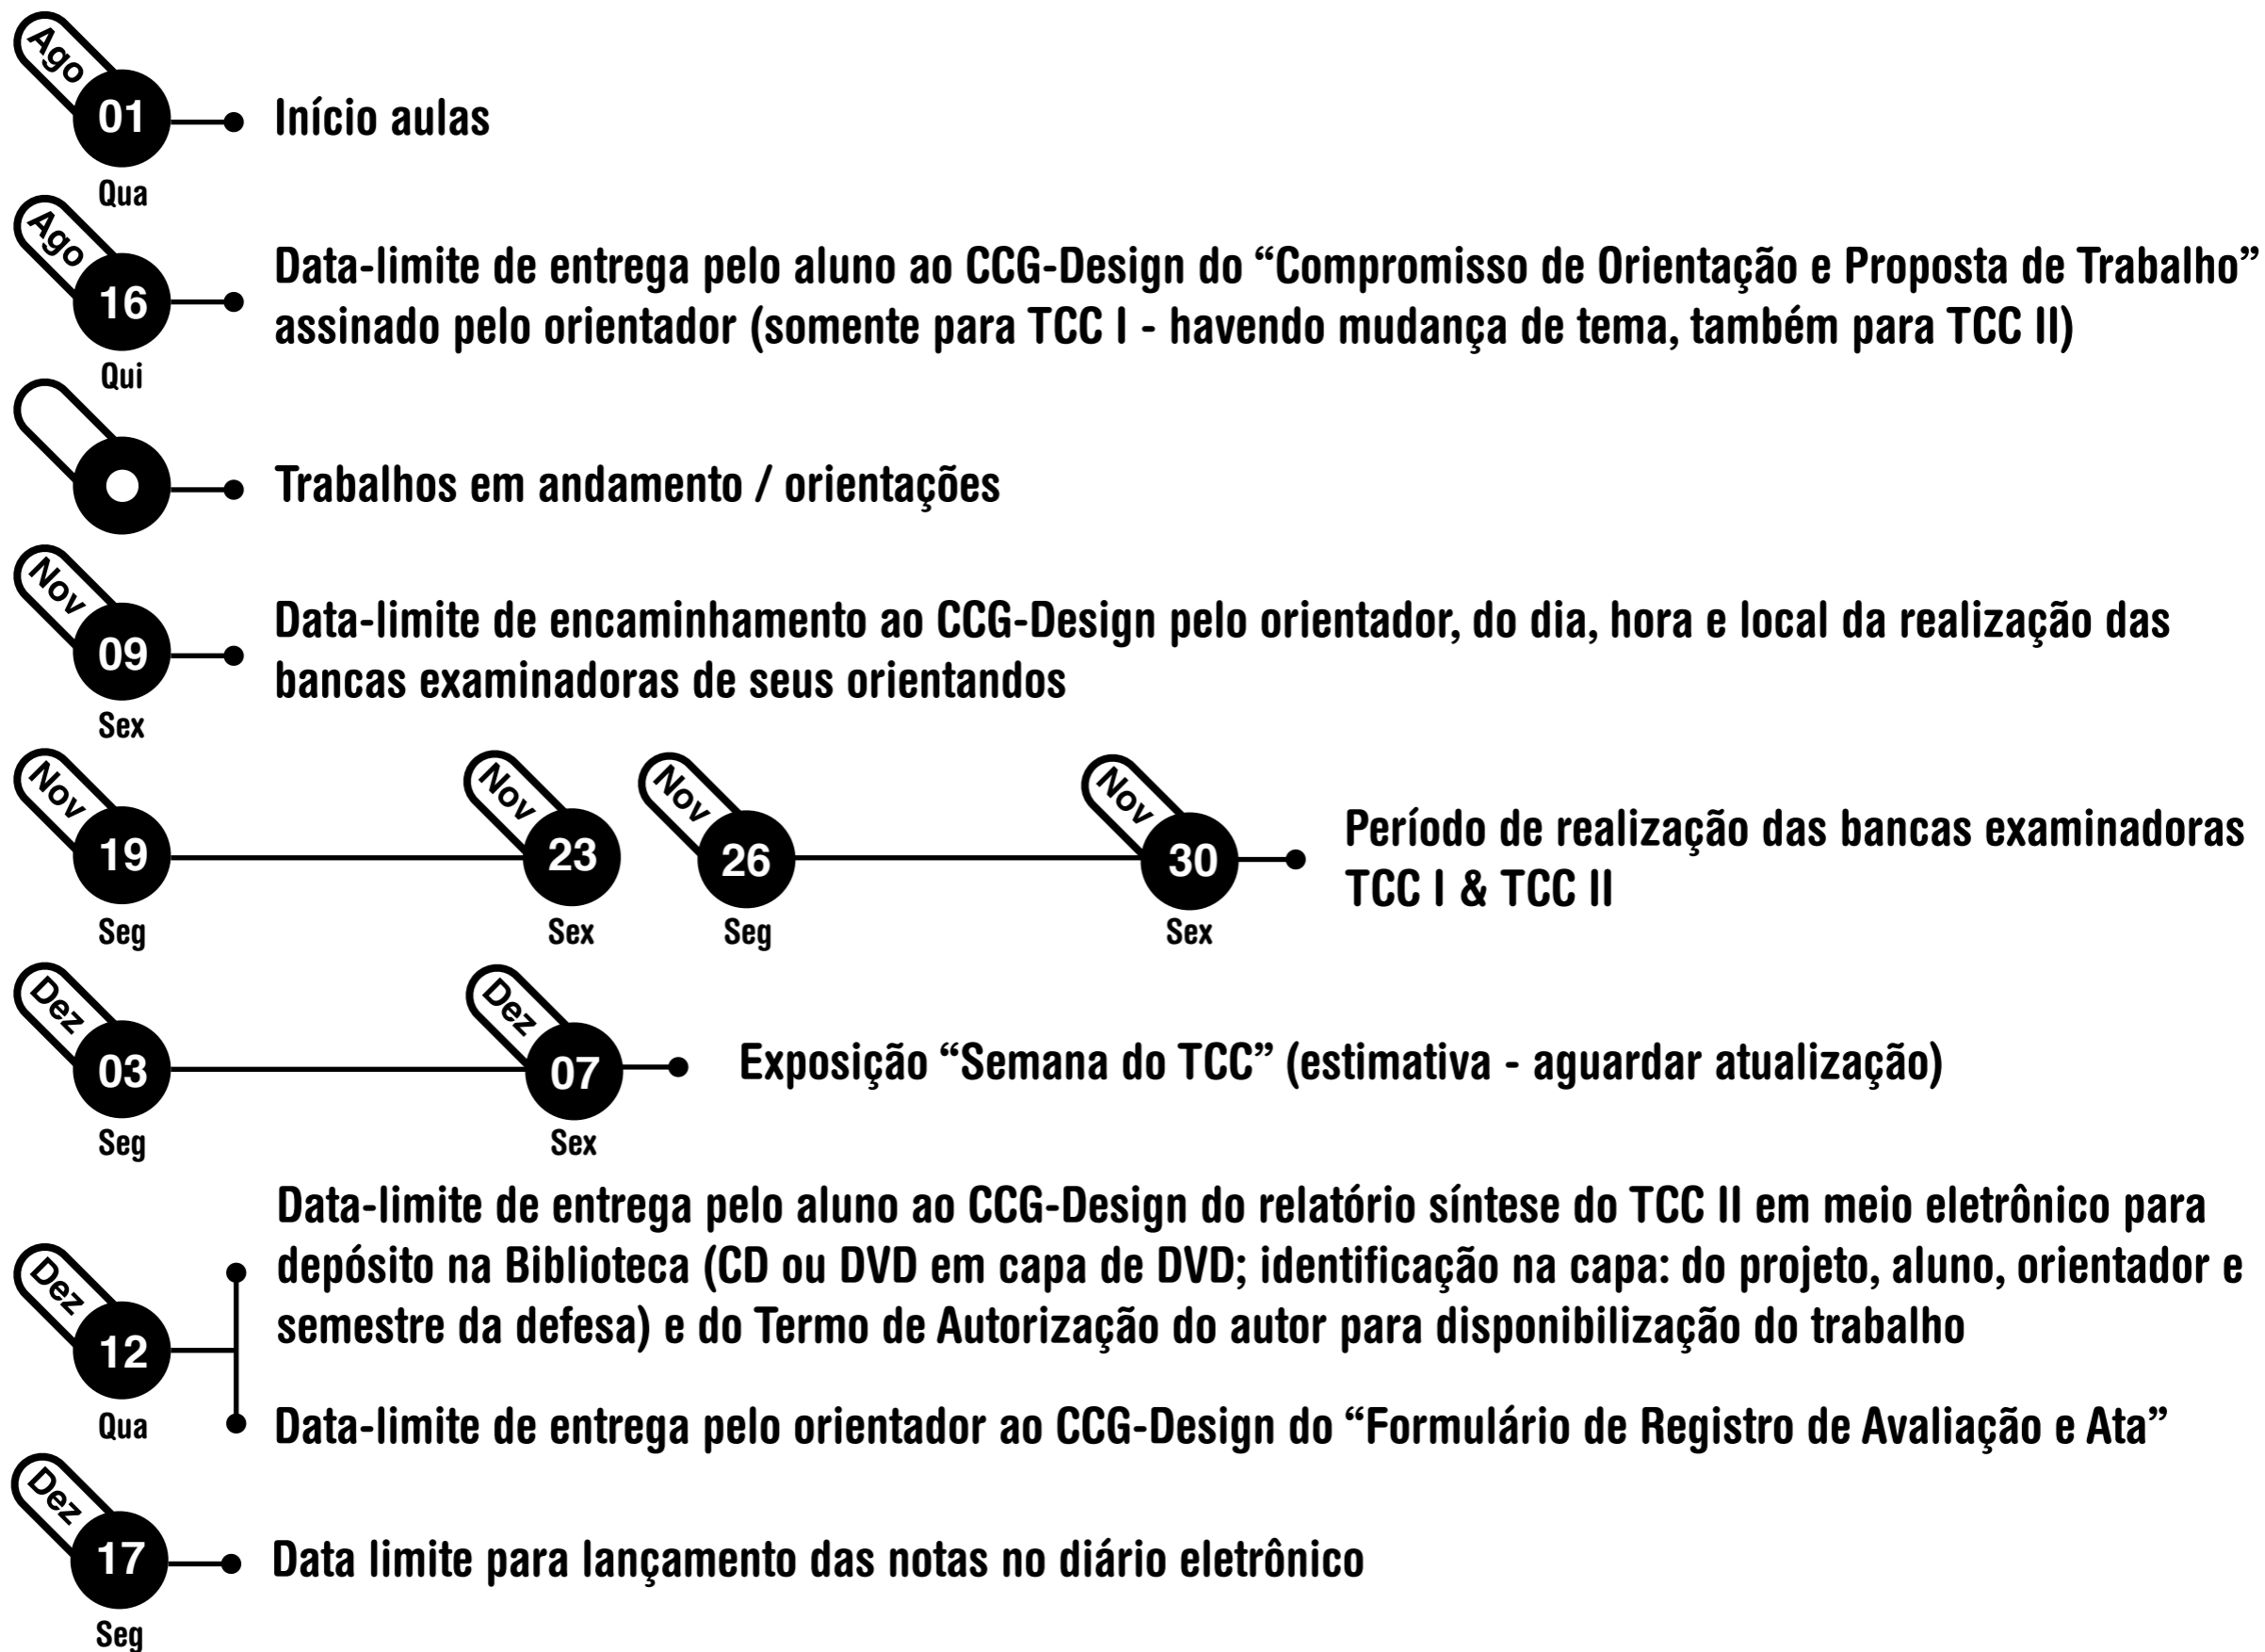 Ago
01
Início aulas
Qua
Ago
16
Data-limite de entrega pelo aluno ao CCG-Design do “Compromisso de Orientação e Proposta de Trabalho”
assinado pelo orientador (somente para TCC I - havendo mudança de tema, também para TCC II)
Qui
Trabalhos em andamento / orientações
Nov
09
Data-limite de encaminhamento ao CCG-Design pelo orientador, do dia, hora e local da realização das
bancas examinadoras de seus orientandos
Sex
Nov
19
Seg
Nov
23
Sex
Nov
26
Seg
Nov
30
Sex
Período de realização das bancas examinadoras
TCC I & TCC II
Dez
03
Seg
Dez
07
Sex
Exposição “Semana do TCC” (estimativa - aguardar atualização)
Dez
12
Qua
Data-limite de entrega pelo aluno ao CCG-Design do relatório síntese do TCC II em meio eletrônico para
depósito na Biblioteca (CD ou DVD em capa de DVD; identificação na capa: do projeto, aluno, orientador e
semestre da defesa) e do Termo de Autorização do autor para disponibilização do trabalho
Data-limite de entrega pelo orientador ao CCG-Design do “Formulário de Registro de Avaliação e Ata”
Dez
17
Data limite para lançamento das notas no diário eletrônico
Seg